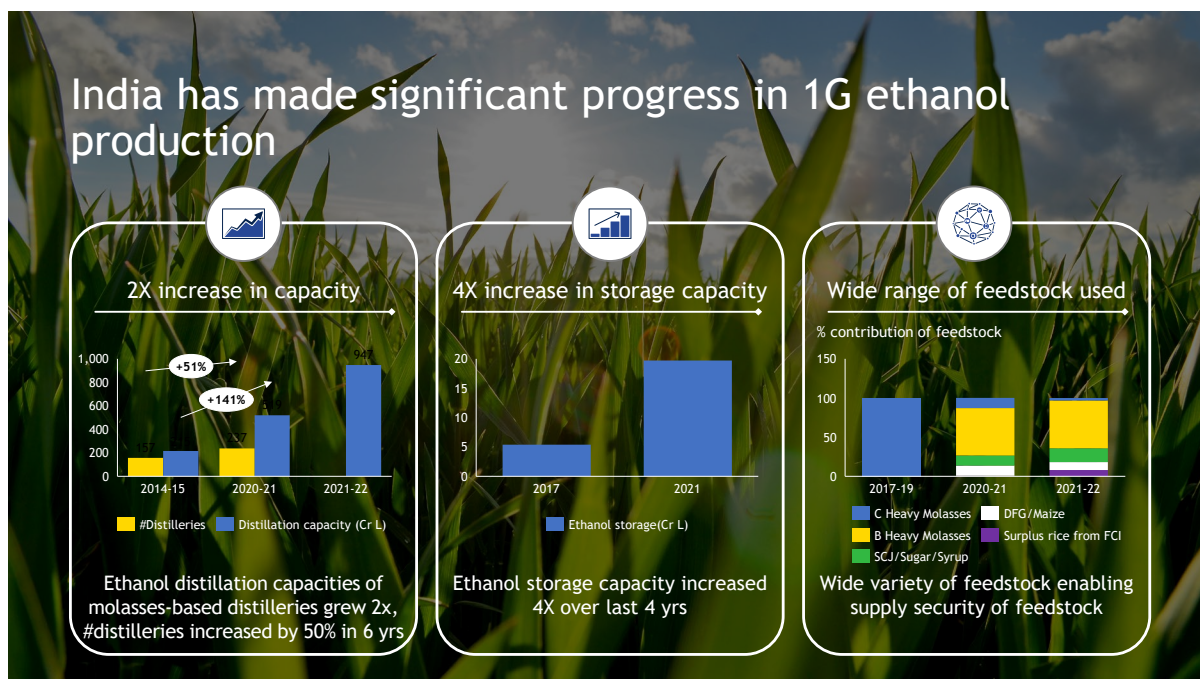 India has made significant progress in 1G ethanol
production
2X increase in capacity
1,000
800
600
400
200
0
+51%
+141%
157
237
947
2014-15
2020-21
2021-22
#Distilleries
Distillation capacity (Cr L)
Ethanol distillation capacities of
molasses-based distilleries grew 2x,
#distilleries increased by 50% in 6 yrs
4X increase in storage capacity
20
15
10
5
0
2017
2021
Ethanol storage(Cr L)
Ethanol storage capacity increased
4X over last 4 yrs
Wide range of feedstock used
% contribution of feedstock
150
100
50
0
2017-19
2020-21
2021-22
C Heavy Molasses
DFG/Maize
B Heavy Molasses
Surplus rice from FCI
SCJ/Sugar/Syrup
Wide variety of feedstock enabling
supply security of feedstock